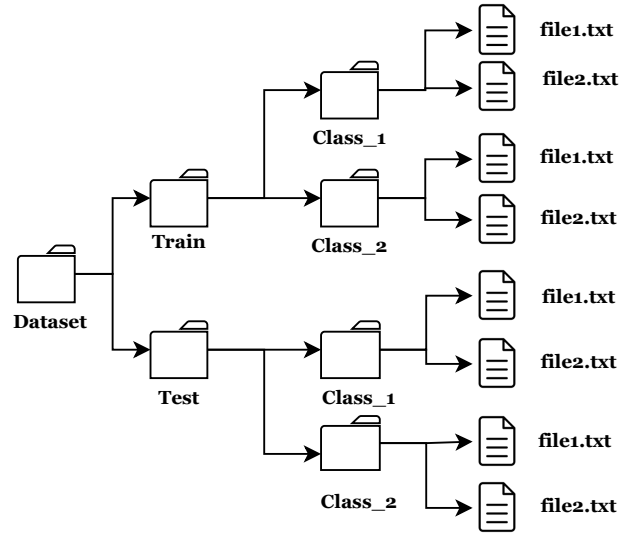 file1.txt
file2.txt
Class_1
file1.txt
Train
Class_2
file2.txt
Dataset
file1.txt
Test
Class_1
file2.txt
file1.txt
Class_2
file2.txt